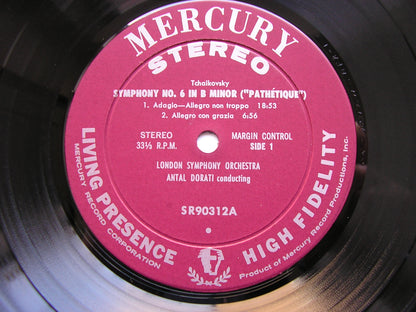 MERCURY
STEREO
Tchaikovsky
SYMPHONY NO. 6 IN B MINOR ("PATHÉTIQUE")
1. Adagio—Allegro non troppo 18:53
2. Allegro con grazia 6:56
STEREO
33⅓ R.P.M.
MARGIN CONTROL
SIDE 1
LONDON SYMPHONY ORCHESTRA
ANTAL DORATI conducting
SR90312A
LIVING PRESENCE
MERCURY RECORD CORPORATION
HIGH FIDELITY
Product of Mercury Record Productions, Inc.